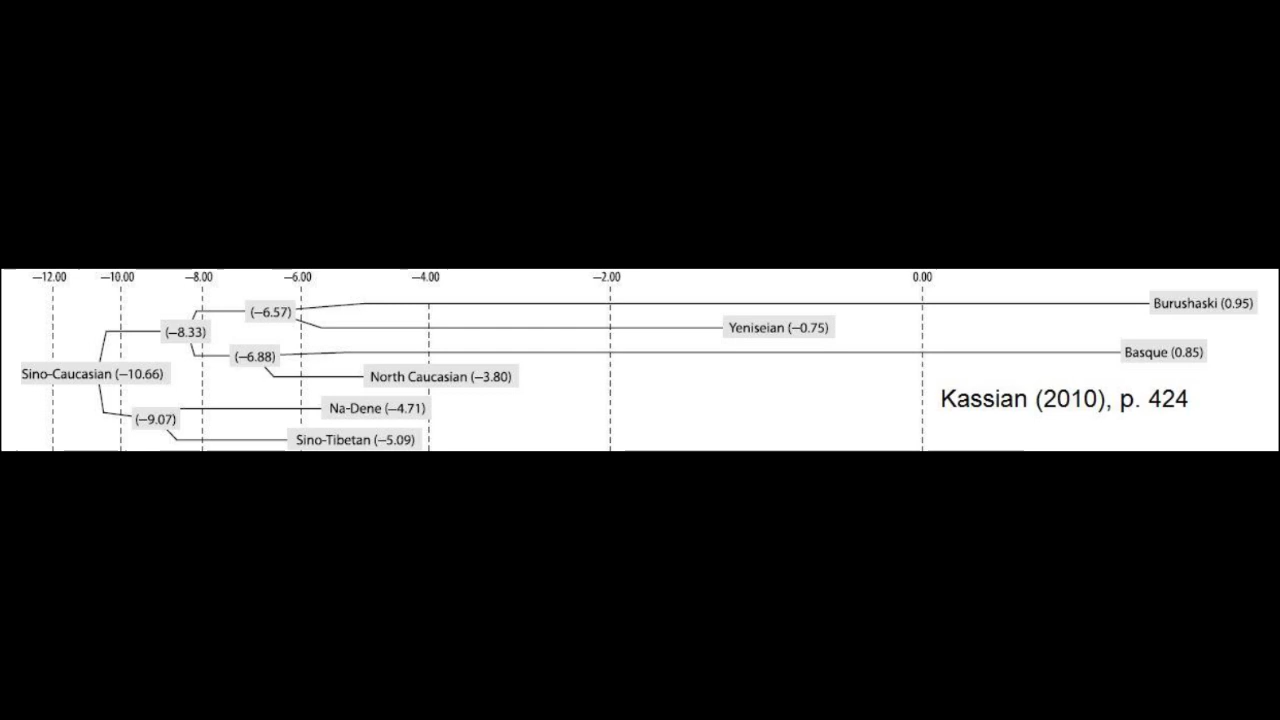 –12.00 –10.00 –8.00 –6.00 –4.00 –2.00 0.00
Burushaski (0.95)
(–6.57)
Yeniseian (–0.75)
(–8.33)
Basque (0.85)
(–6.88)
Sino-Caucasian (–10.66)
North Caucasian (–3.80)
Kassian (2010), p. 424
Na-Dene (–4.71)
(–9.07)
Sino-Tibetan (–5.09)